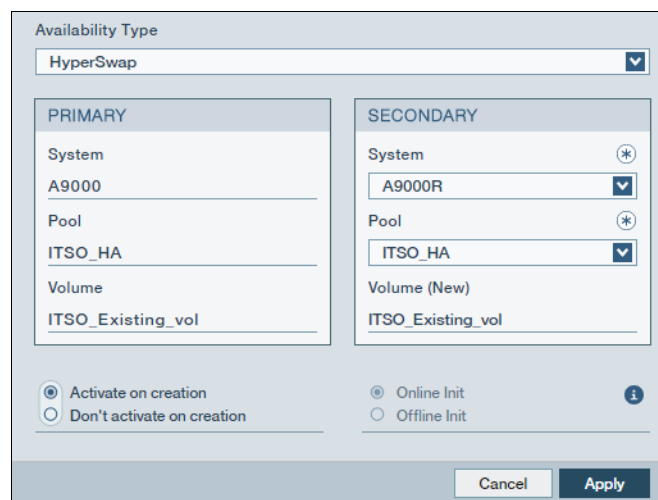 Availability Type
HyperSwap
PRIMARY
System
A9000
Pool
ITSO_HA
Volume
ITSO_Existing_vol
SECONDARY
System
A9000R
Pool
ITSO_HA
Volume (New)
ITSO_Existing_vol
Activate on creation
Don't activate on creation
Online Init
Offline Init
Cancel
Apply